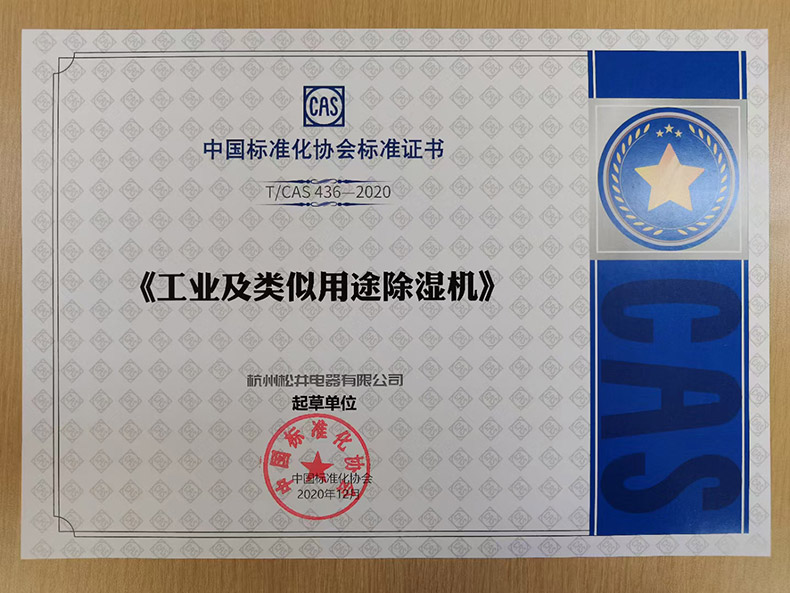 CAS
中国标准化协会标准证书
T/CAS 436—2020
《工业及类似用途除湿机》
杭州松井电器有限公司
起草单位
中国标准化协会
中国标准化协会
2020年12月
CAS